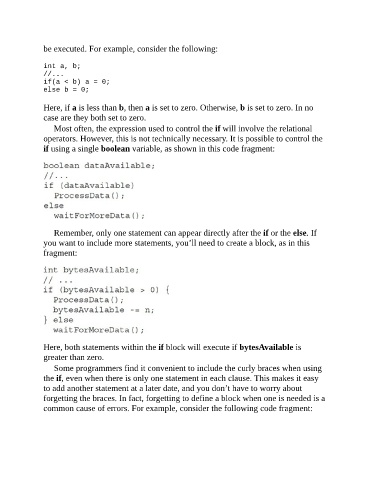 be executed. For example, consider the following:
int a, b;
//...
if(a < b) a = 0;
else b = 0;
Here, if a is less than b, then a is set to zero. Otherwise, b is set to zero. In no
case are they both set to zero.
Most often, the expression used to control the if will involve the relational
operators. However, this is not technically necessary. It is possible to control the
if using a single boolean variable, as shown in this code fragment:
boolean dataAvailable;
//...
if (dataAvailable)
  ProcessData();
else
  waitForMoreData();
Remember, only one statement can appear directly after the if or the else. If
you want to include more statements, you’ll need to create a block, as in this
fragment:
int bytesAvailable;
// ...
if (bytesAvailable > 0) {
  ProcessData();
  bytesAvailable -= n;
} else
  waitForMoreData();
Here, both statements within the if block will execute if bytesAvailable is
greater than zero.
Some programmers find it convenient to include the curly braces when using
the if, even when there is only one statement in each clause. This makes it easy
to add another statement at a later date, and you don’t have to worry about
forgetting the braces. In fact, forgetting to define a block when one is needed is a
common cause of errors. For example, consider the following code fragment: